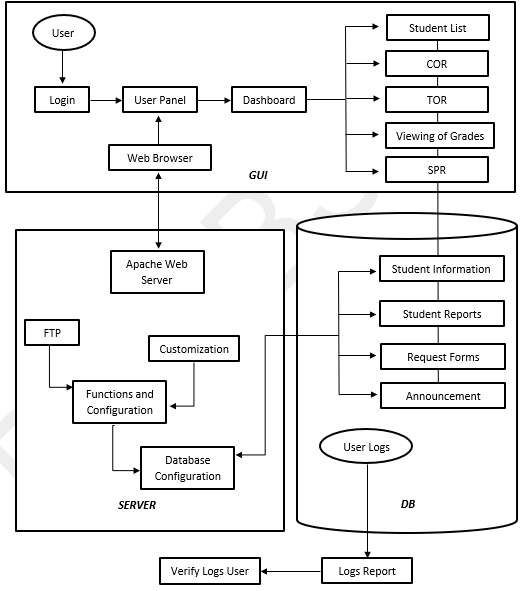 User
Student List
COR
Login
User Panel
Dashboard
TOR
Viewing of Grades
Web Browser
SPR
GUI
Apache Web
Server
Student Information
Student Reports
FTP
Customization
Request Forms
Functions and
Configuration
Announcement
User Logs
Database
Configuration
SERVER
DB
Verify Logs User
Logs Report